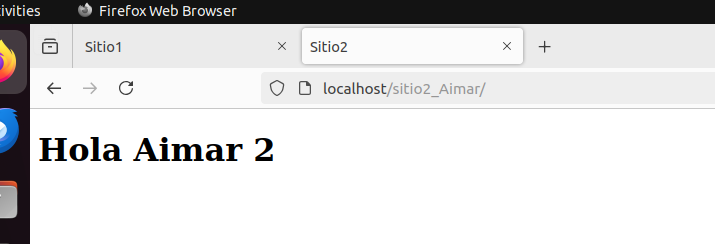 ivities Firefox Web Browser
Sitio1 Sitio2
localhost/sitio2_Aimar/
Hola Aimar 2